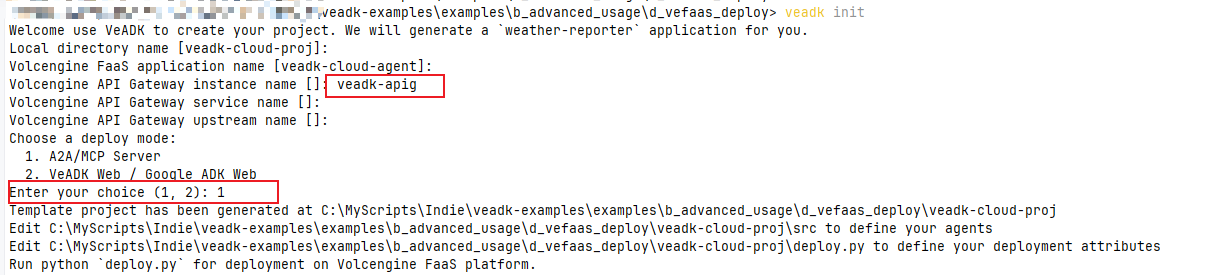 veadk-examples\examples\b_advanced_usage\d_vefaas_deploy> veadk init
Welcome use VeADK to create your project. We will generate a `weather-reporter` application for you.
Local directory name [veadk-cloud-proj]:
Volcengine FaaS application name [veadk-cloud-agent]:
Volcengine API Gateway instance name []: veadk-apig
Volcengine API Gateway service name []:
Volcengine API Gateway upstream name []:
Choose a deploy mode:
1. A2A/MCP Server
2. VeADK Web / Google ADK Web
Enter your choice (1, 2): 1
Template project has been generated at C:\MyScripts\Indie\veadk-examples\examples\b_advanced_usage\d_vefaas_deploy\veadk-cloud-proj
Edit C:\MyScripts\Indie\veadk-examples\examples\b_advanced_usage\d_vefaas_deploy\veadk-cloud-proj\src to define your agents
Edit C:\MyScripts\Indie\veadk-examples\examples\b_advanced_usage\d_vefaas_deploy\veadk-cloud-proj\deploy.py to define your deployment attributes
Run python `deploy.py` for deployment on Volcengine FaaS platform.